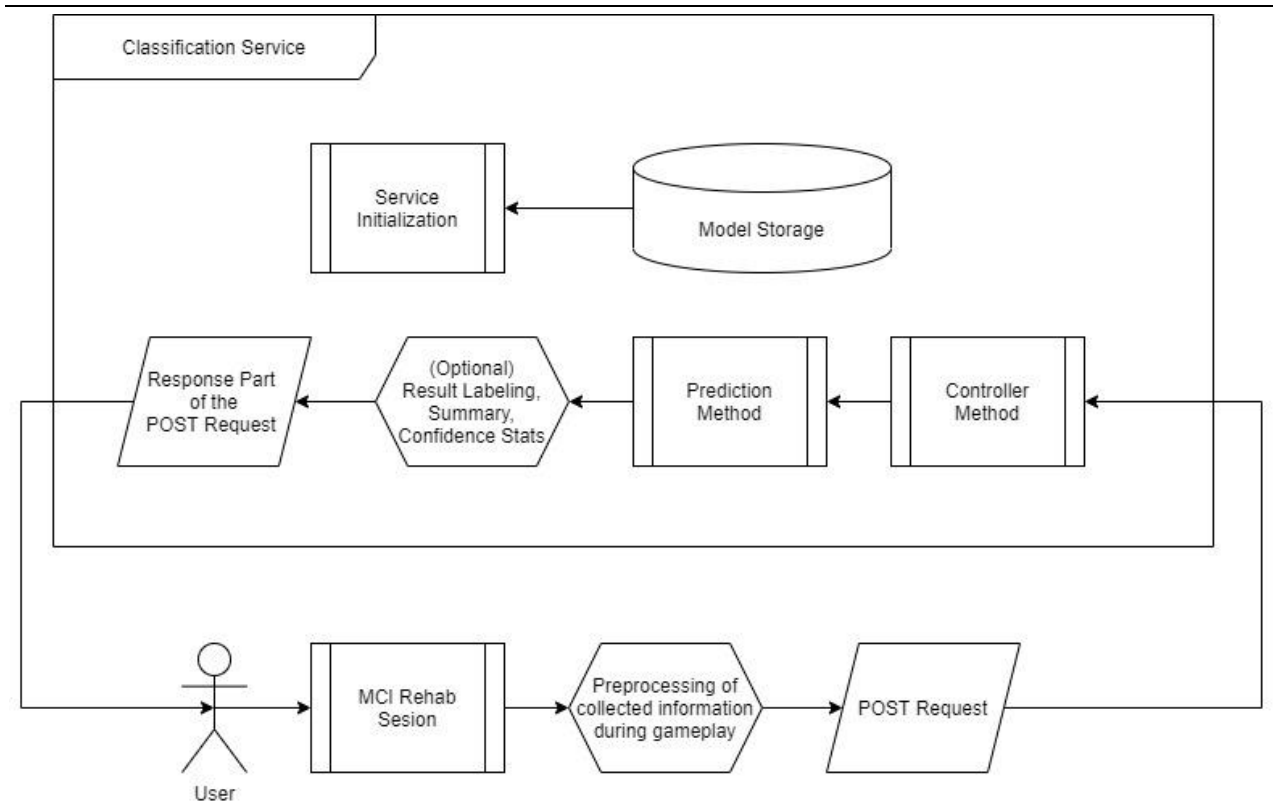 Classification Service
Service
Initialization
Model Storage
Response Part
of the
POST Request
(Optional)
Result Labeling,
Summary,
Confidence Stats
Prediction
Method
Controller
Method
MCI Rehab
Sesion
Preprocessing of
collected information
during gameplay
POST Request
User